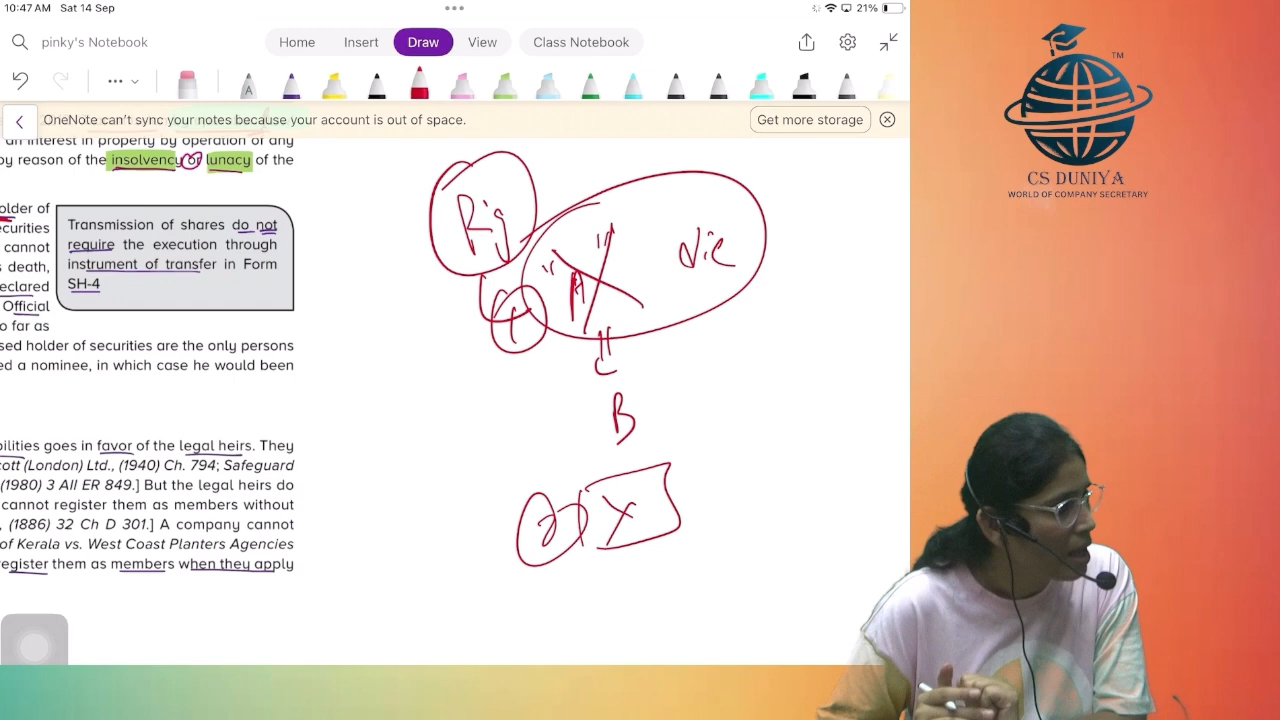 10:47 AM Sat 14 Sep
21%
pinky's Notebook
Home Insert Draw View Class Notebook
A
OneNote can't sync your notes because your account is out of space.
Get more storage
an interest in property by operation of any
by reason of the insolvency or lunacy of the
older of
ecurities
cannot
s death,
eclared
Official
o far as
Transmission of shares do not
require the execution through
instrument of transfer in Form
SH-4
sed holder of securities are the only persons
ed a nominee, in which case he would been
bilities goes in favor of the legal heirs. They
cott (London) Ltd., (1940) Ch. 794; Safeguard
(1980) 3 All ER 849.] But the legal heirs do
cannot register them as members without
, (1886) 32 Ch D 301.] A company cannot
of Kerala vs. West Coast Planters Agencies
egister them as members when they apply
Rig
A
B
X
TM
CS DUNIYA
WORLD OF COMPANY SECRETARY